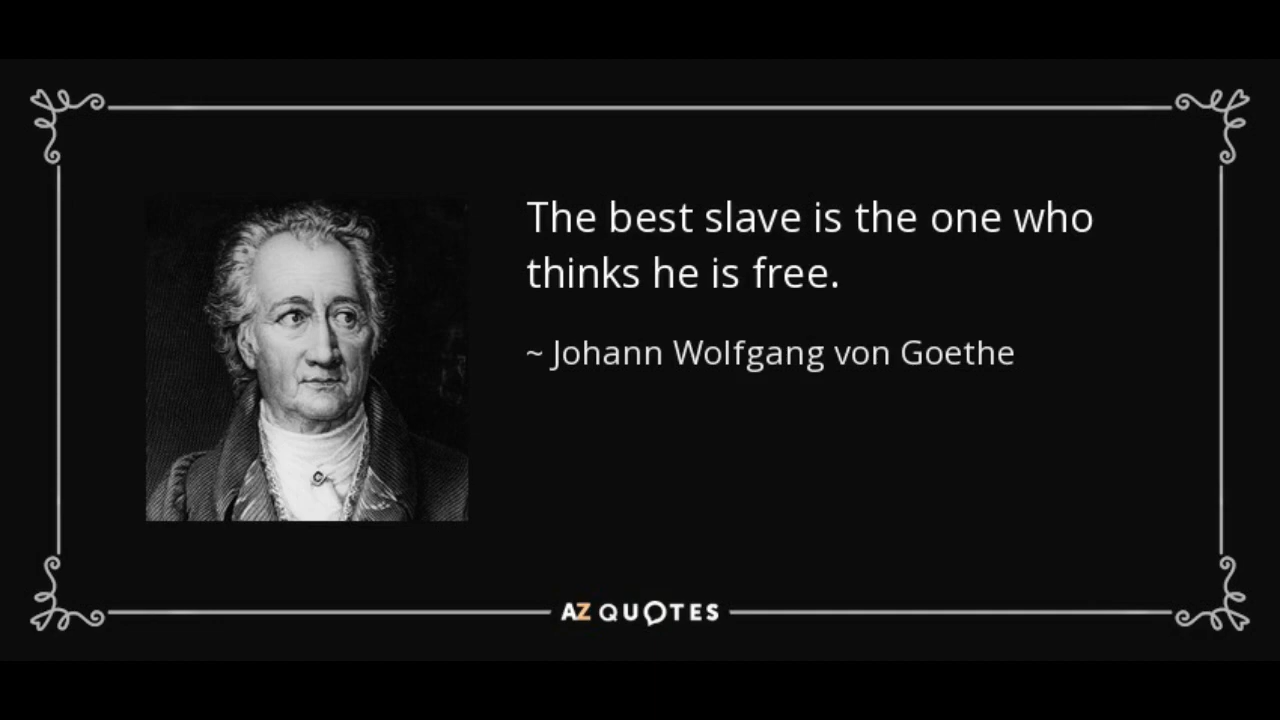 The best slave is the one who
thinks he is free.
~ Johann Wolfgang von Goethe
AZ QUOTES